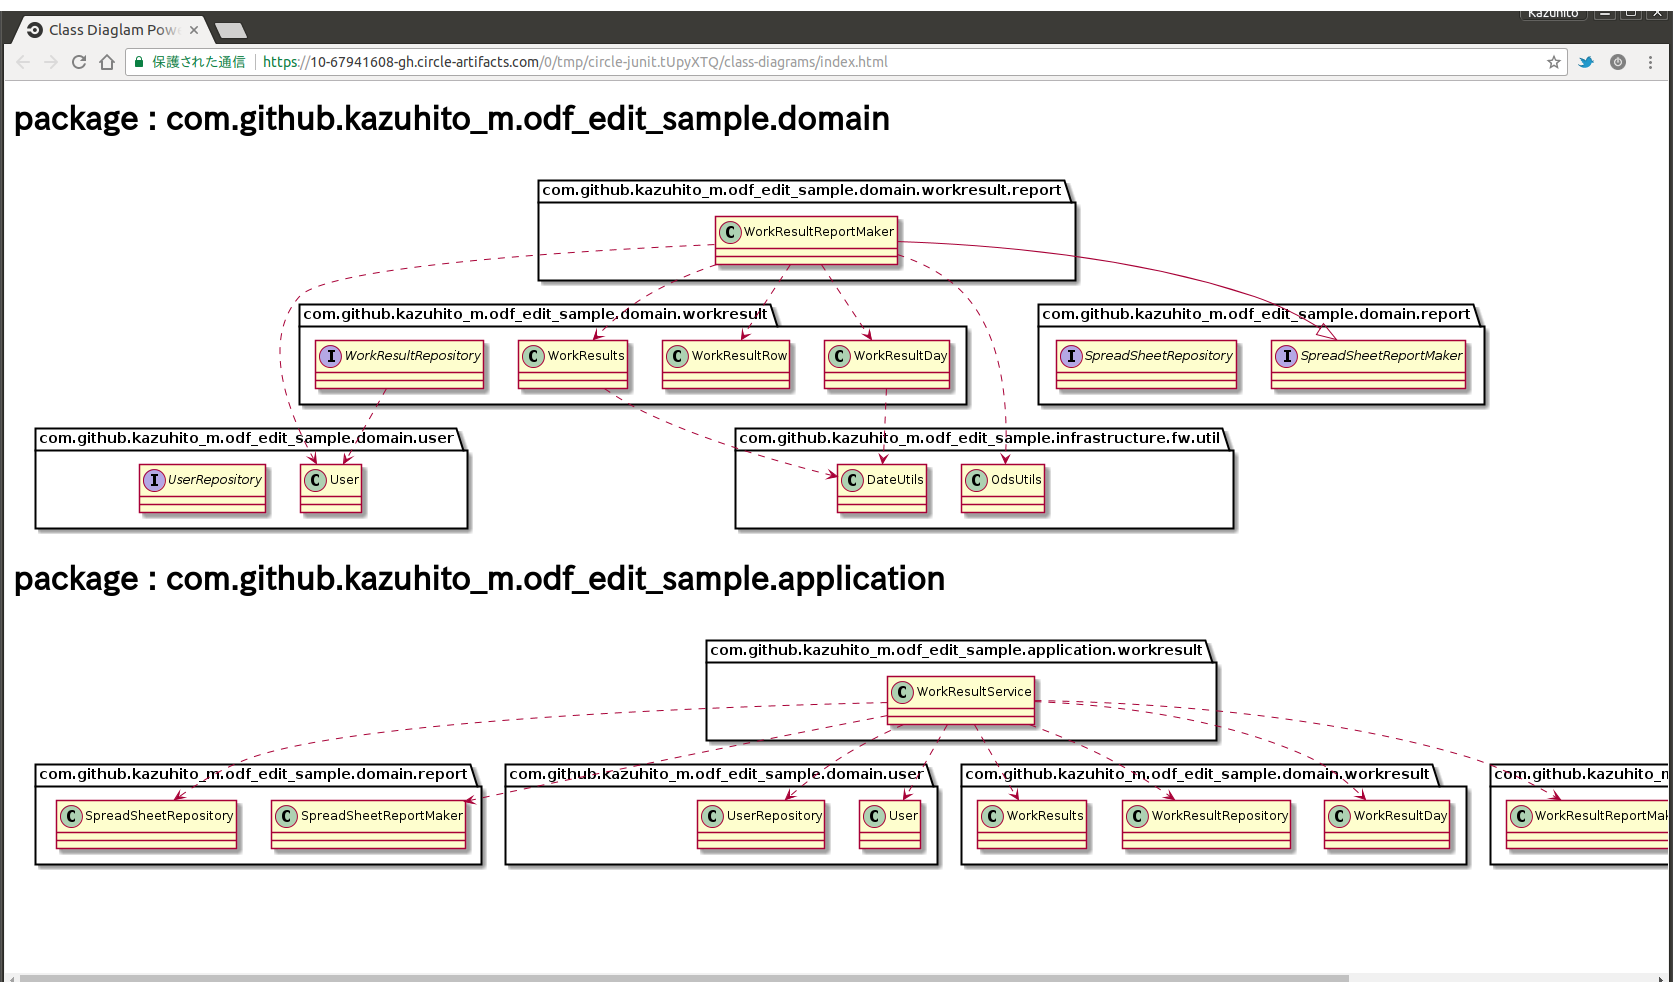 Kazuhito
Class Diaglam Pow
保護された通信 https://10-67941608-gh.circle-artifacts.com/0/tmp/circle-junit.tUpyXTQ/class-diagrams/index.html
package : com.github.kazuhito_m.odf_edit_sample.domain
com.github.kazuhito_m.odf_edit_sample.domain.workresult.report
C WorkResultReportMaker
com.github.kazuhito_m.odf_edit_sample.domain.workresult
com.github.kazuhito_m.odf_edit_sample.domain.report
I WorkResultRepository C WorkResults C WorkResultRow C WorkResultDay I SpreadSheetRepository I SpreadSheetReportMaker
com.github.kazuhito_m.odf_edit_sample.domain.user
com.github.kazuhito_m.odf_edit_sample.infrastructure.fw.util
I UserRepository C User C DateUtils C OdsUtils
package : com.github.kazuhito_m.odf_edit_sample.application
com.github.kazuhito_m.odf_edit_sample.application.workresult
C WorkResultService
com.github.kazuhito_m.odf_edit_sample.domain.report
com.github.kazuhito_m.odf_edit_sample.domain.user
com.github.kazuhito_m.odf_edit_sample.domain.workresult
com.github.kazuhito_m
C SpreadSheetRepository C SpreadSheetReportMaker C UserRepository C User C WorkResults C WorkResultRepository C WorkResultDay C WorkResultReportMak